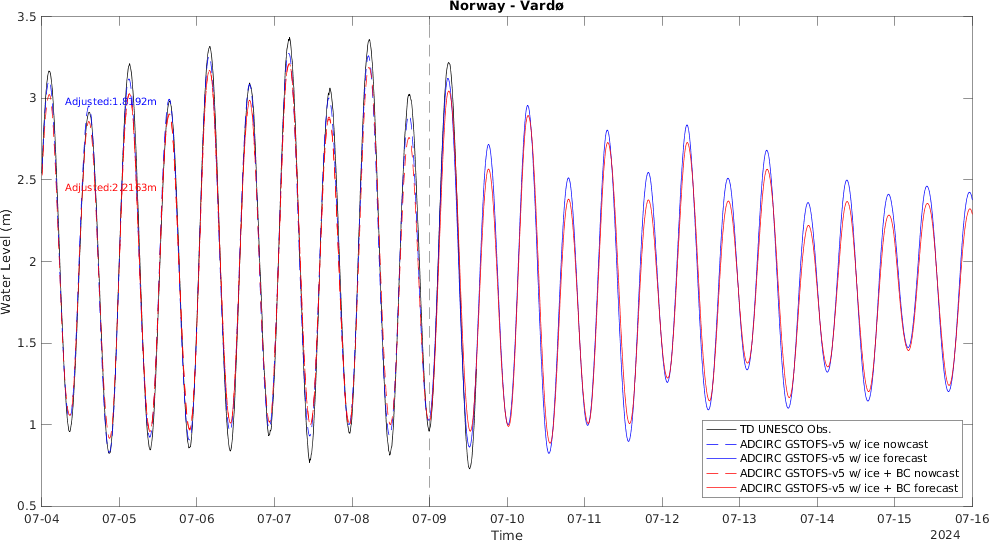 Norway - Vardø
3.5
3
2.5
2
1.5
1
0.5
Water Level (m)
Adjusted:1.8192m
Adjusted:2.2163m
TD UNESCO Obs.
ADCIRC GSTOFS-v5 w/ ice nowcast
ADCIRC GSTOFS-v5 w/ ice forecast
ADCIRC GSTOFS-v5 w/ ice + BC nowcast
ADCIRC GSTOFS-v5 w/ ice + BC forecast
07-04 07-05 07-06 07-07 07-08 07-09 07-10 07-11 07-12 07-13 07-14 07-15 07-16
Time
2024